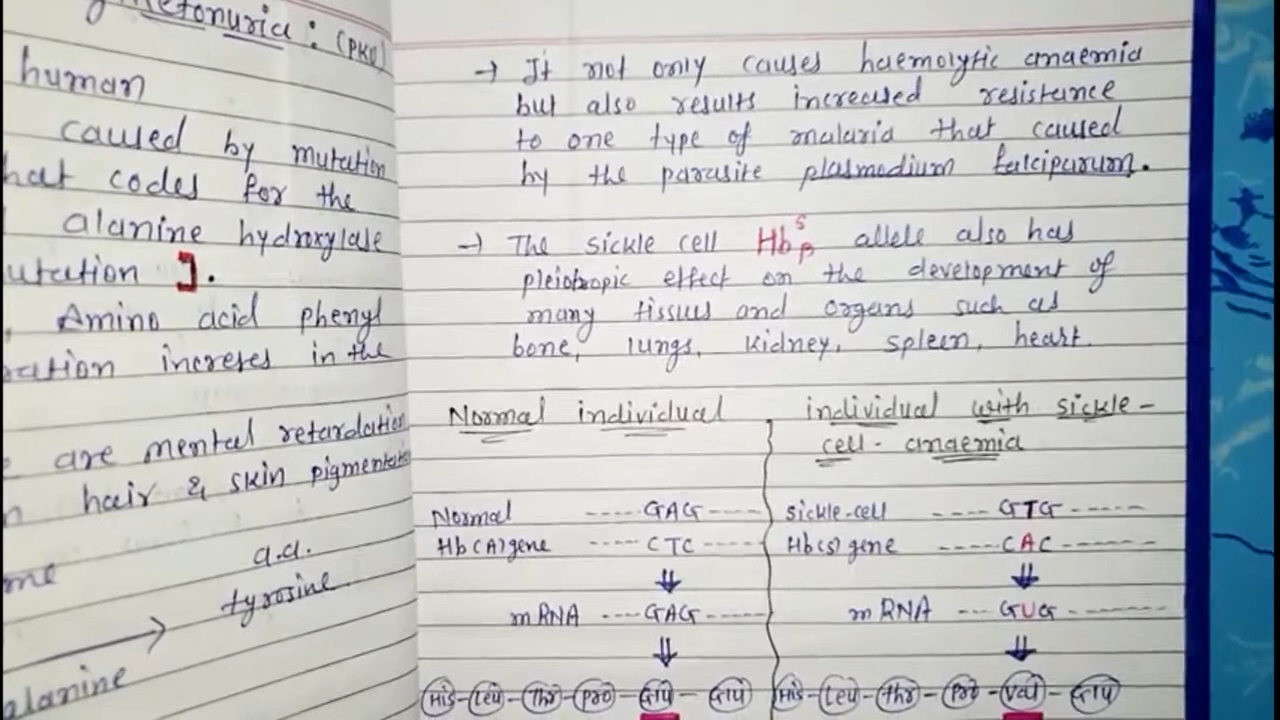 metonuria : (PKU)
human
caused by mutation
hat codes for the
alanine hydroxylase
utation ].
Amino acid phenyl
ration increses in the
are mental retardation
hair & skin pigmentati
a.a.
tyrosine
alanine
→ It not only causes haemolytic anaemia
but also results increased resistance
to one type of malaria that caused
by the parasite plasmodium falciparum.
→ The sickle cell Hb^S_β allele also has
pleiotropic effect on the development of
many tissues and organs such as
bone, lungs, Kidney, spleen, heart.
Normal individual
individual with sickle-
cell-anaemia
Normal ---- GAG ----
Hb(A)gene ---- CTC ----
⇓
mRNA ---- GAG ----
⇓
His-Leu-Thr-Pro-Glu-Glu
sickle-cell ---- GTG ----
Hb(s) gene ---- CAC ----
⇓
mRNA --- GUG ----
⇓
His-Leu-thr-Pro-Val-Glu